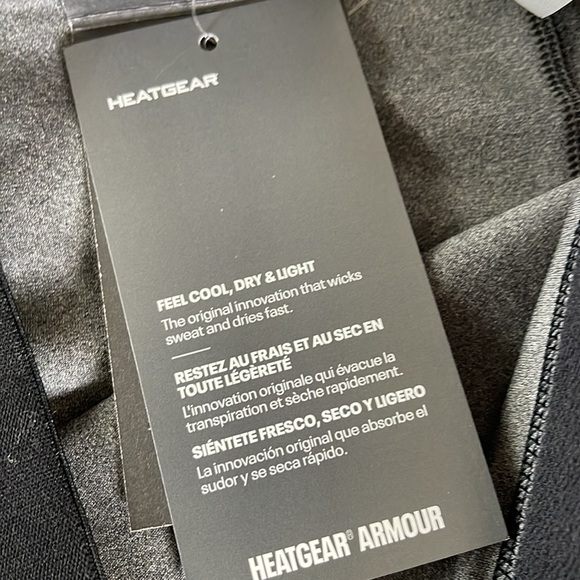 HEATGEAR
FEEL COOL, DRY & LIGHT
The original innovation that wicks
sweat and dries fast.
RESTEZ AU FRAIS ET AU SEC EN
TOUTE LÉGÈRETÉ
L'innovation originale qui évacue la
transpiration et sèche rapidement.
SIÉNTETE FRESCO, SECO Y LIGERO
La innovación original que absorbe el
sudor y se seca rápido.
HEATGEAR® ARMOUR